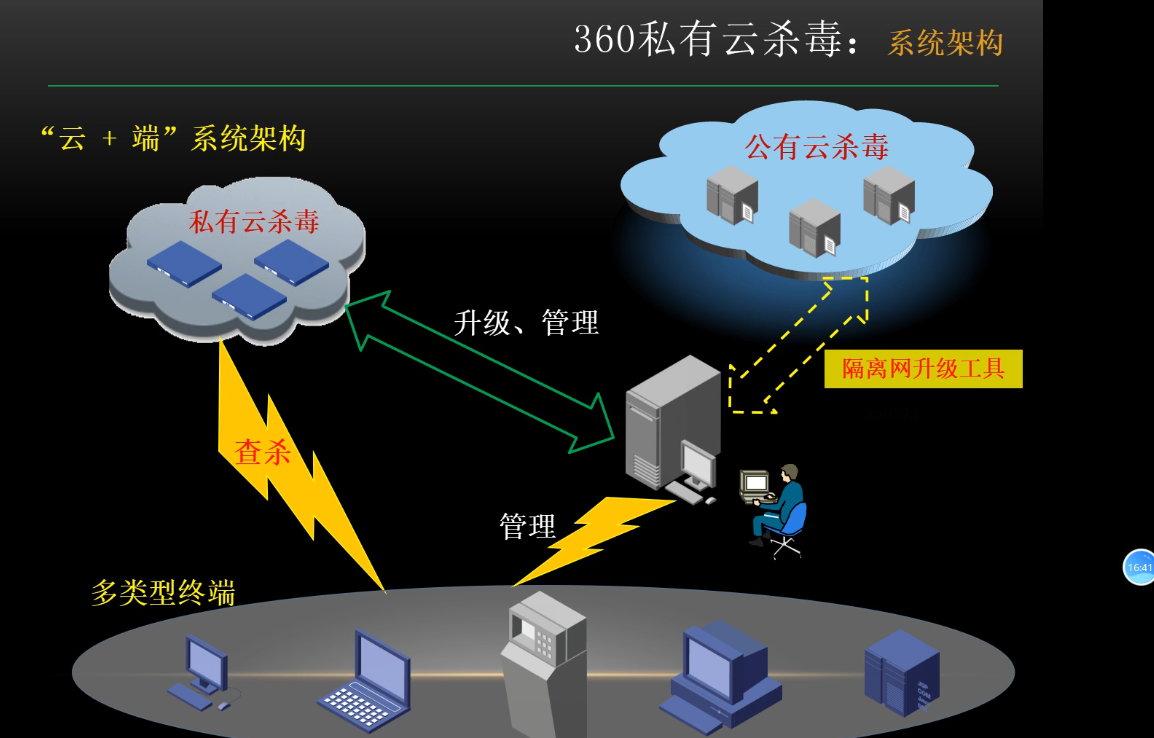 360私有云杀毒：系统架构
“云 + 端”系统架构
公有云杀毒
私有云杀毒
升级、管理
隔离网升级工具
查杀
管理
多类型终端
16:41